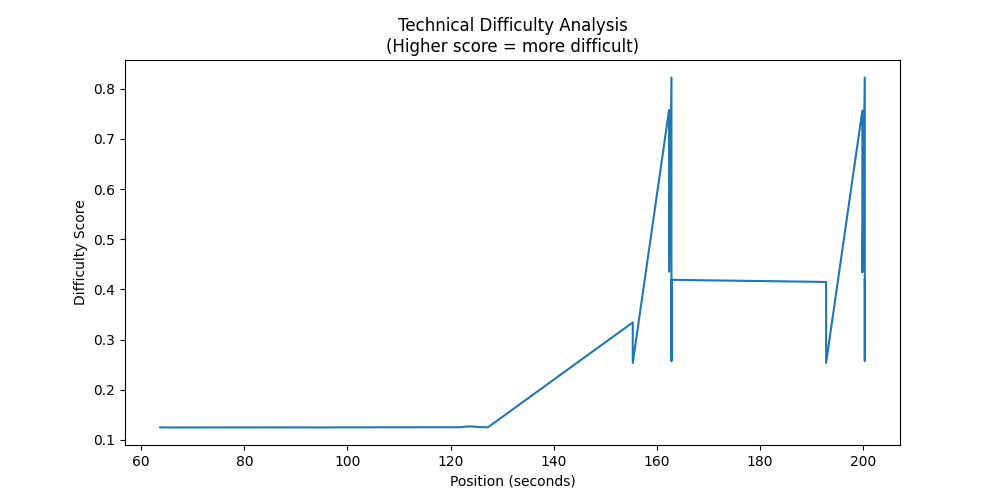 Technical Difficulty Analysis
(Higher score = more difficult)
Difficulty Score
0.8
0.7
0.6
0.5
0.4
0.3
0.2
0.1
60 80 100 120 140 160 180 200
Position (seconds)